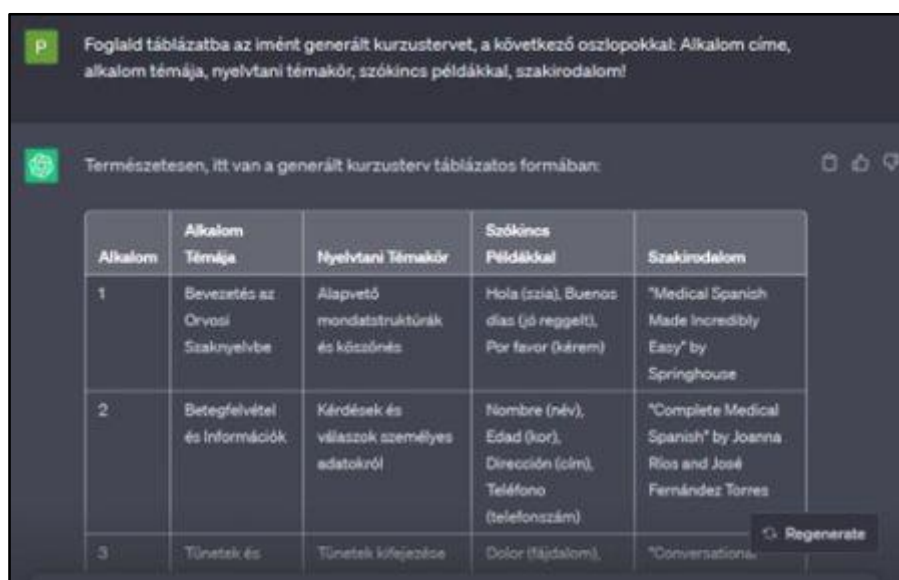 P
Foglald táblázatba az imént generált kurzustervet, a következő oszlopokkal: Alkalom címe,
alkalom témája, nyelvtani témakör, szókincs példákkal, szakirodalom!
Természetesen, itt van a generált kurzusterv táblázatos formában:
Alkalom
Alkalom
Témája
Nyelvtani Témakör
Szókincs
Példákkal
Szakirodalom
1
Bevezetés az
Orvosi
Szaknyelvbe
Alapvető
mondatstruktúrák
és köszönés
Hola (szia), Buenos
días (jó reggelt),
Por favor (kérem)
"Medical Spanish
Made Incredibly
Easy" by
Springhouse
2
Betegfelvétel
és Információk
Kérdések és
válaszok személyes
adatokról
Nombre (név),
Edad (kor),
Dirección (cím),
Teléfono
(telefonszám)
"Complete Medical
Spanish" by Joanna
Ríos and José
Fernández Torres
3
Tünetek és
Tünetek kifejezése
Dolor (fájdalom),
"Conversational
Regenerate